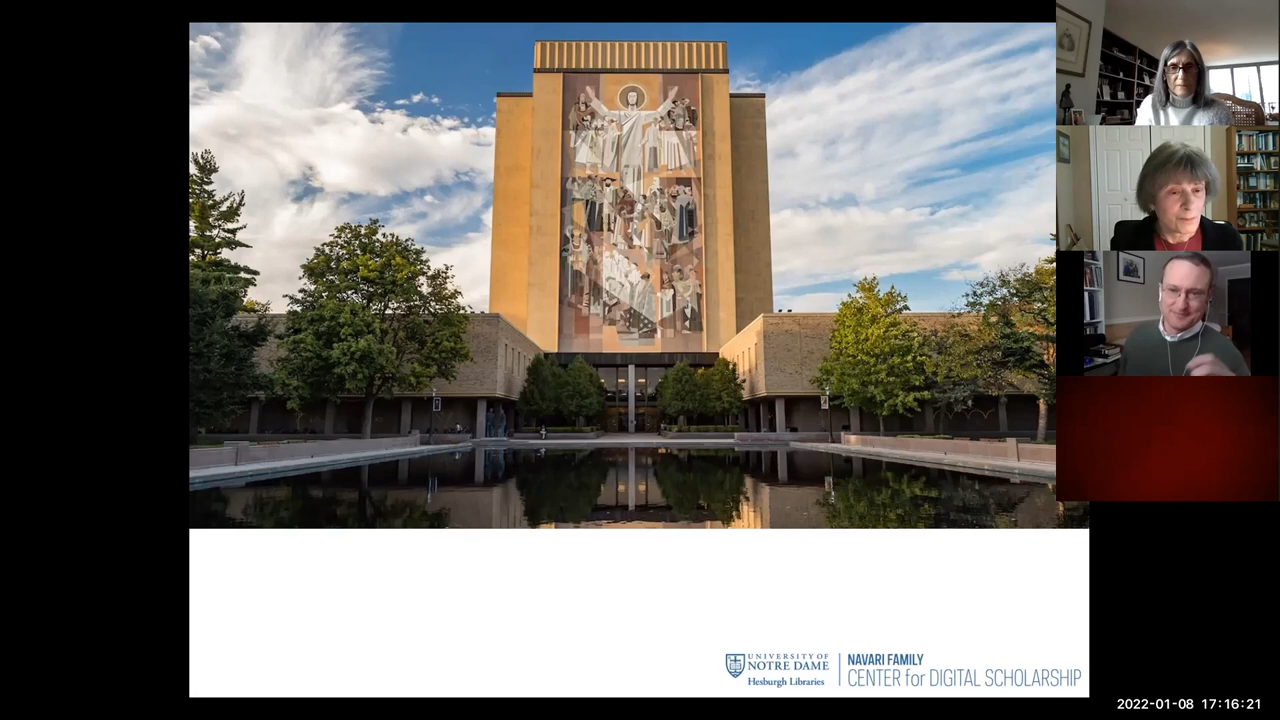 UNIVERSITY OF
NOTRE DAME
Hesburgh Libraries
NAVARI FAMILY
CENTER for DIGITAL SCHOLARSHIP
2022-01-08 17:16:21